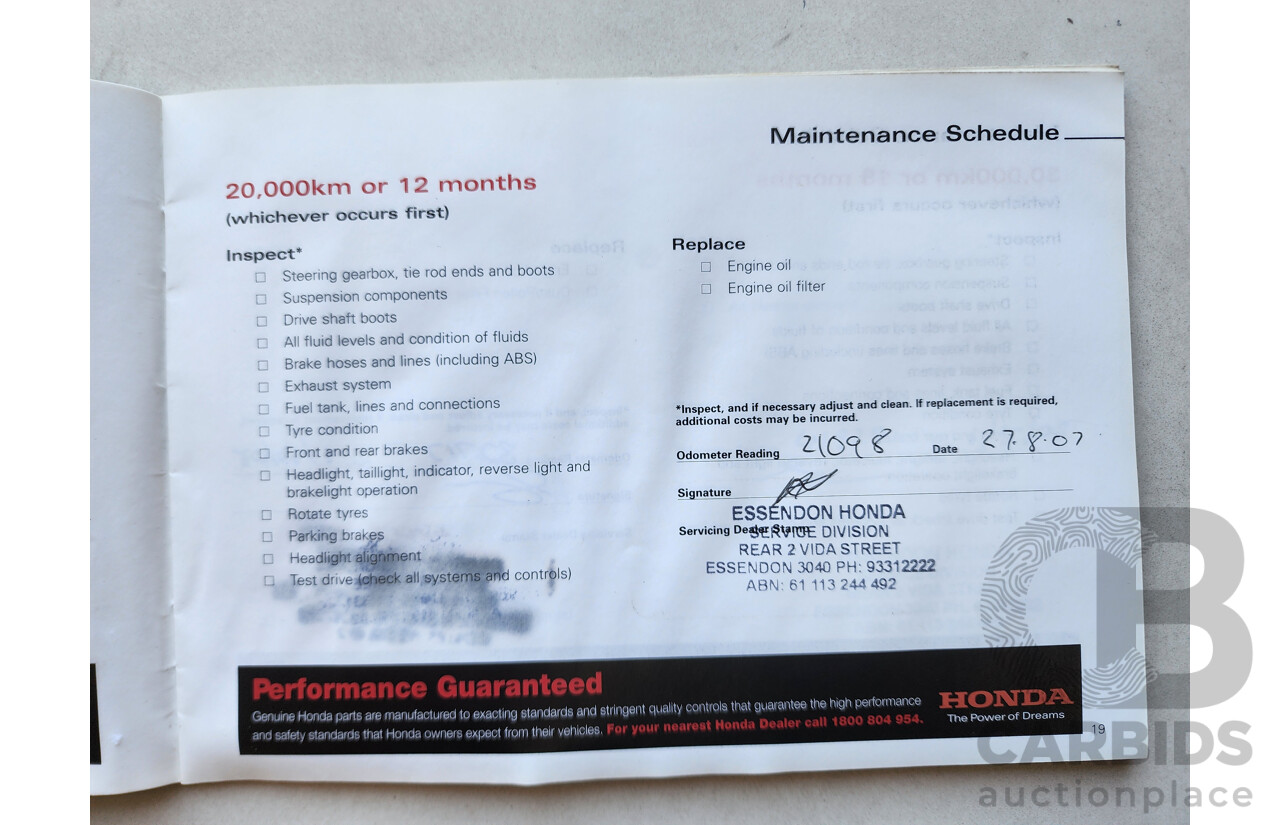 Maintenance Schedule
20,000km or 12 months
(whichever occurs first)
Inspect*
☐ Steering gearbox, tie rod ends and boots
☐ Suspension components
☐ Drive shaft boots
☐ All fluid levels and condition of fluids
☐ Brake hoses and lines (including ABS)
☐ Exhaust system
☐ Fuel tank, lines and connections
☐ Tyre condition
☐ Front and rear brakes
☐ Headlight, taillight, indicator, reverse light and
brakelight operation
☐ Rotate tyres
☐ Parking brakes
☐ Headlight alignment
☐ Test drive (check all systems and controls)
Replace
☐ Engine oil
☐ Engine oil filter
*Inspect, and if necessary adjust and clean. If replacement is required,
additional costs may be incurred.
Odometer Reading 21098 Date 27.8.07
Signature
ESSENDON HONDA
Servicing Dealer Stamp
SERVICE DIVISION
REAR 2 VIDA STREET
ESSENDON 3040 PH: 93312222
ABN: 61 113 244 492
Performance Guaranteed
Genuine Honda parts are manufactured to exacting standards and stringent quality controls that guarantee the high performance
and safety standards that Honda owners expect from their vehicles. For your nearest Honda Dealer call 1800 804 954.
HONDA
The Power of Dreams
19
CB
CARBIDS
auctionplace